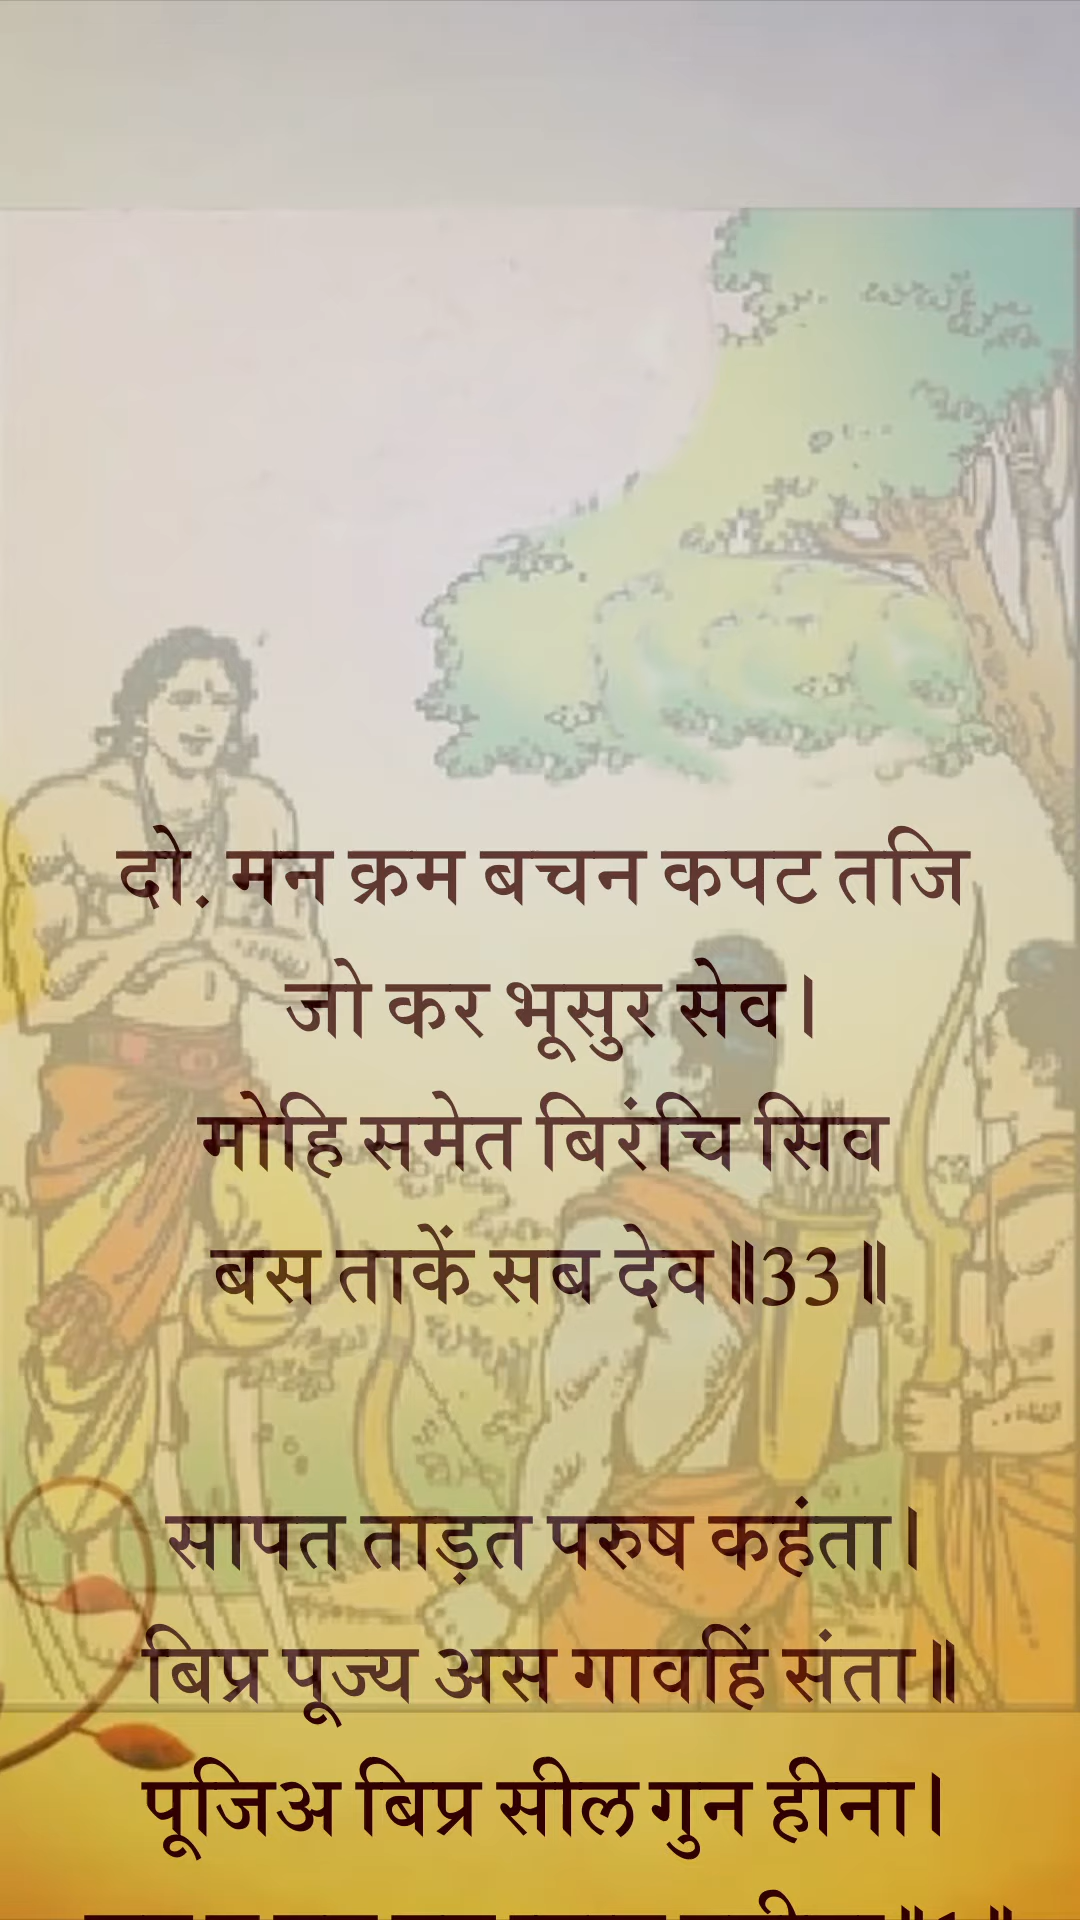 दो. मन क्रम बचन कपट तजि
जो कर भूसुर सेव।
मोहि समेत बिरंचि सिव
बस ताकें सब देव॥33॥
सापत ताड़त परुष कहंता।
बिप्र पूज्य अस गावहिं संता॥
पूजिअ बिप्र सील गुन हीना।